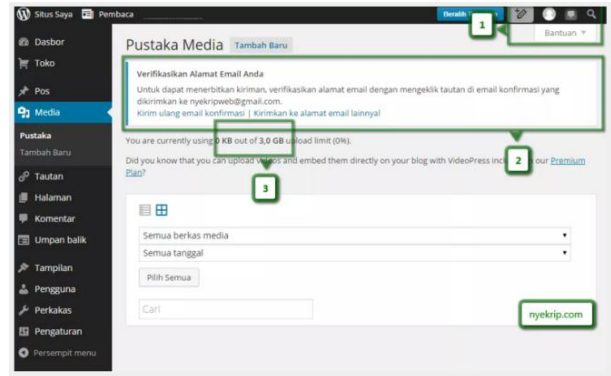 Situs Saya Pembaca
Beralih
1
Bantuan
Dasbor
Toko
Pos
Media
Pustaka
Tambah Baru
Tautan
Halaman
Komentar
Umpan balik
Tampilan
Pengguna
Perkakas
Pengaturan
Persempit menu
Pustaka Media Tambah Baru
Verifikasikan Alamat Email Anda
Untuk dapat menerbitkan kiriman, verifikasikan alamat email dengan mengeklik tautan di email konfirmasi yang
dikirimkan ke nyekripweb@gmail.com.
Kirim ulang email konfirmasi | Kirimkan ke alamat email lainnyal
You are currently using 0 KB out of 3,0 GB upload limit (0%).
2
Did you know that you can upload videos and embed them directly on your blog with VideoPress our Premium
Plan?
3
Semua berkas media
Semua tanggal
Pilih Semua
Cari
nyekrip.com